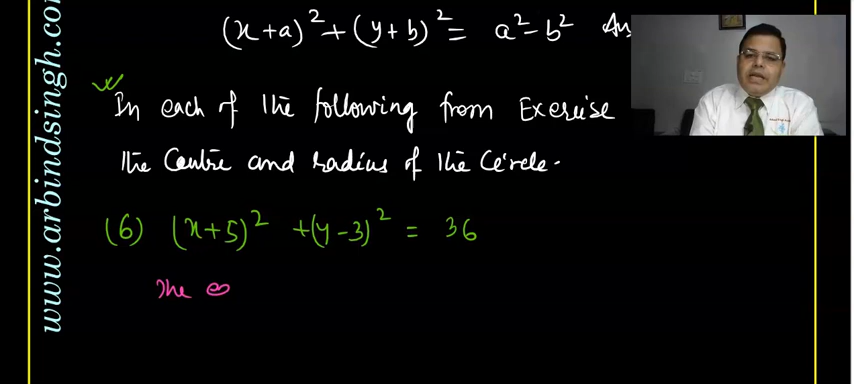 (x+a)² + (y+b)² = a² - b² Ans
In each of the following from Exercise
the Centre and radius of the Circle.
(6) (x+5)² + (y-3)² = 36
The
www.arbindsingh.com